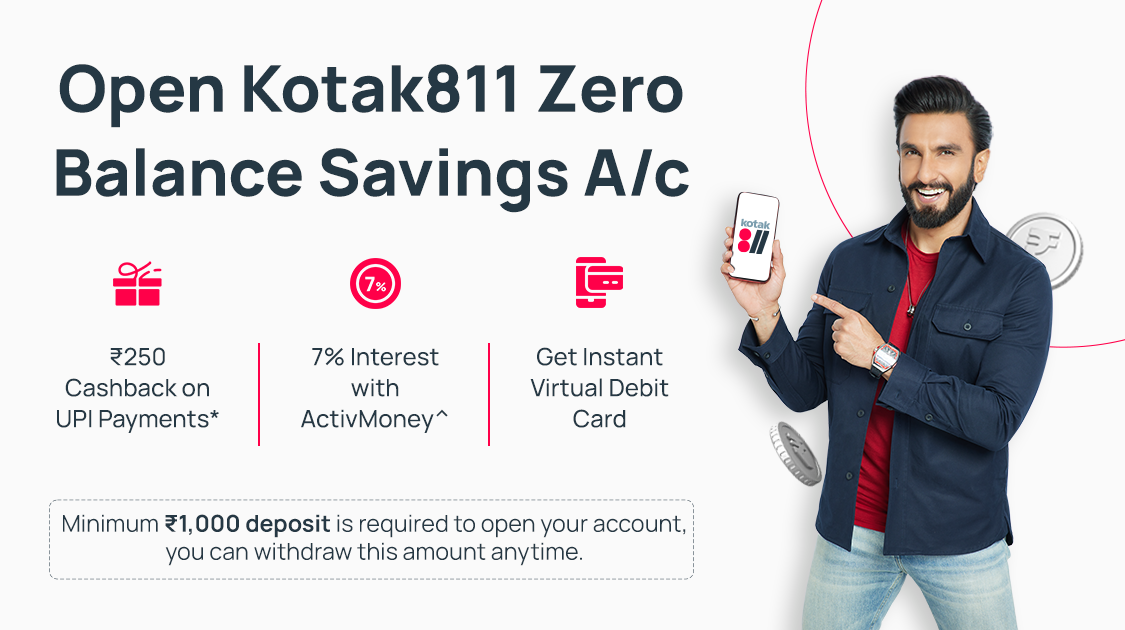 Open Kotak811 Zero
Balance Savings A/c
₹250
Cashback on
UPI Payments*
7%
7% Interest
with
ActivMoney^
Get Instant
Virtual Debit
Card
Minimum ₹1,000 deposit is required to open your account,
you can withdraw this amount anytime.
kotak
811